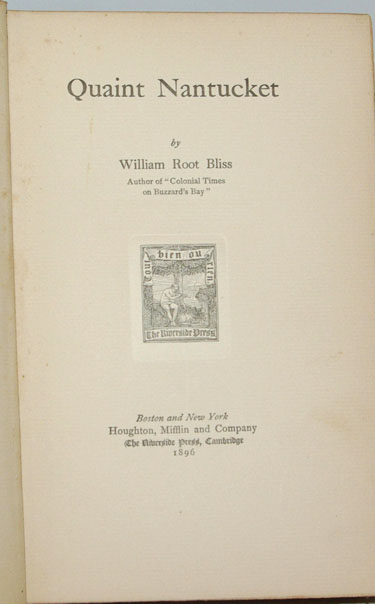 Quaint Nantucket
by
William Root Bliss
Author of "Colonial Times
on Buzzard's Bay"
Tout bien ou rien
The Riverside Press
Boston and New York
Houghton, Mifflin and Company
The Riverside Press, Cambridge
1896